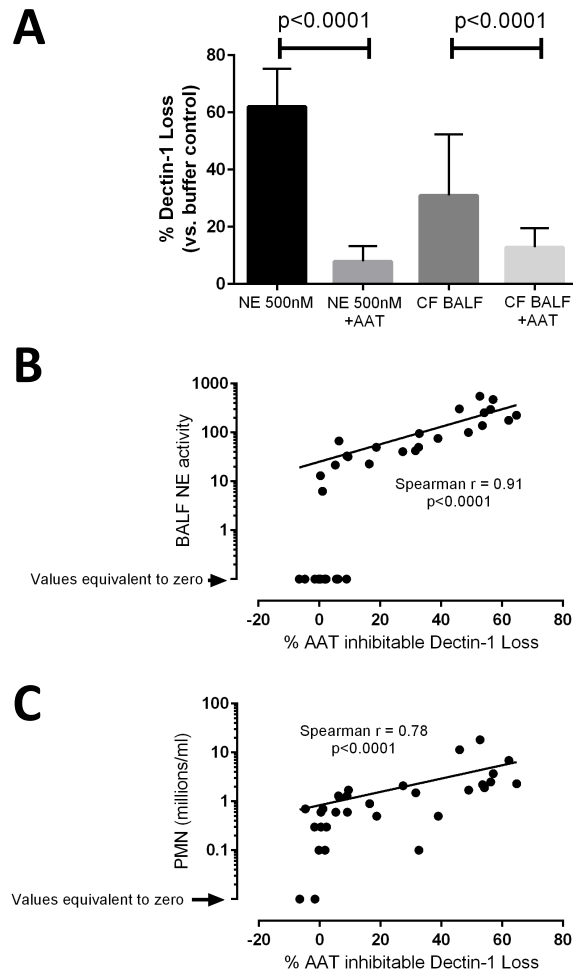 A
p<0.0001
p<0.0001
% Dectin-1 Loss
(vs. buffer control)
80
60
40
20
0
NE 500nM
NE 500nM
+AAT
CF BALF
CF BALF
+AAT
B
BALF NE activity
1000
100
10
1
Spearman r = 0.91
p<0.0001
Values equivalent to zero
-20
0
20
40
60
80
% AAT inhibitable Dectin-1 Loss
C
PMN (millions/ml)
100
10
1
0.1
Spearman r = 0.78
p<0.0001
Values equivalent to zero
-20
0
20
40
60
80
% AAT inhibitable Dectin-1 Loss